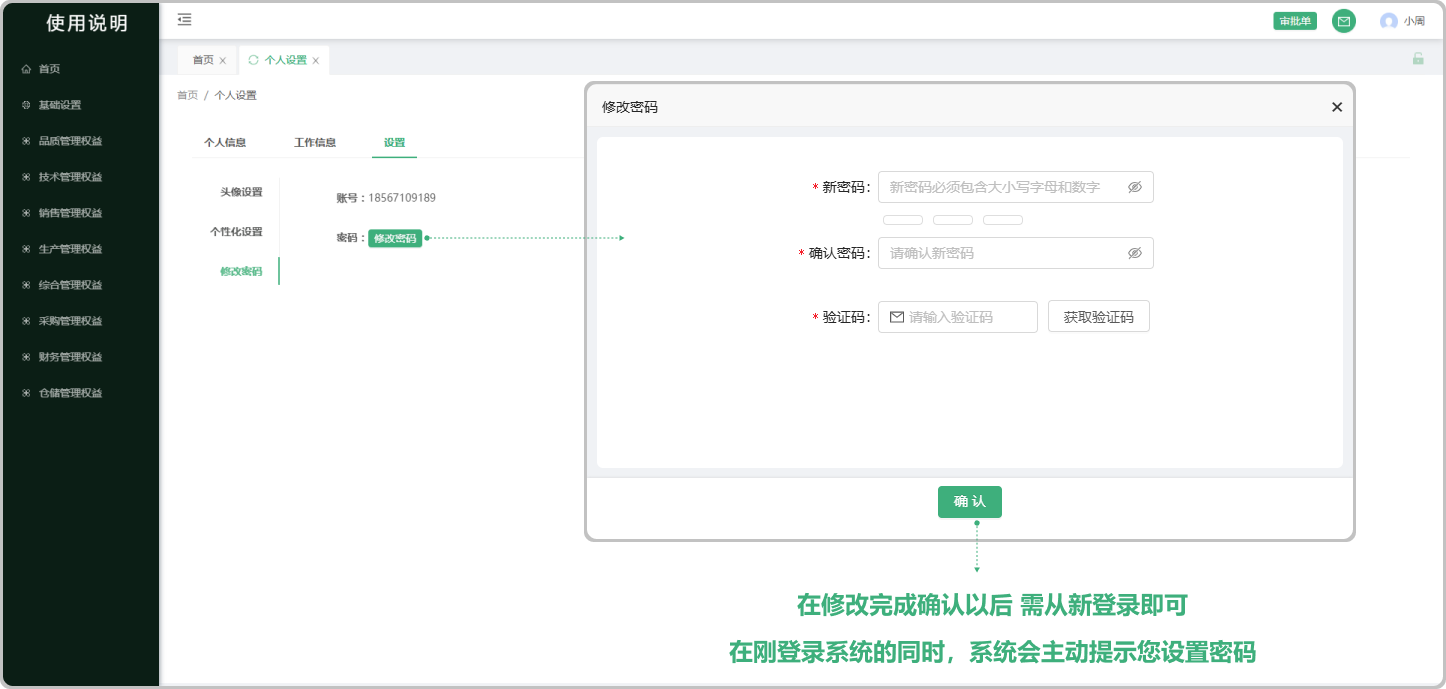 使用说明
审批单
小周
首页
基础设置
品质管理权益
技术管理权益
销售管理权益
生产管理权益
综合管理权益
采购管理权益
财务管理权益
仓储管理权益
首页 × 个人设置 ×
首页 / 个人设置
个人信息 工作信息 设置
头像设置
个性化设置
修改密码
账号：18567109189
密码：修改密码
修改密码 ×
* 新密码： 新密码必须包含大小写字母和数字
* 确认密码： 请确认新密码
* 验证码： 请输入验证码 获取验证码
确 认
在修改完成确认以后 需从新登录即可
在刚登录系统的同时，系统会主动提示您设置密码